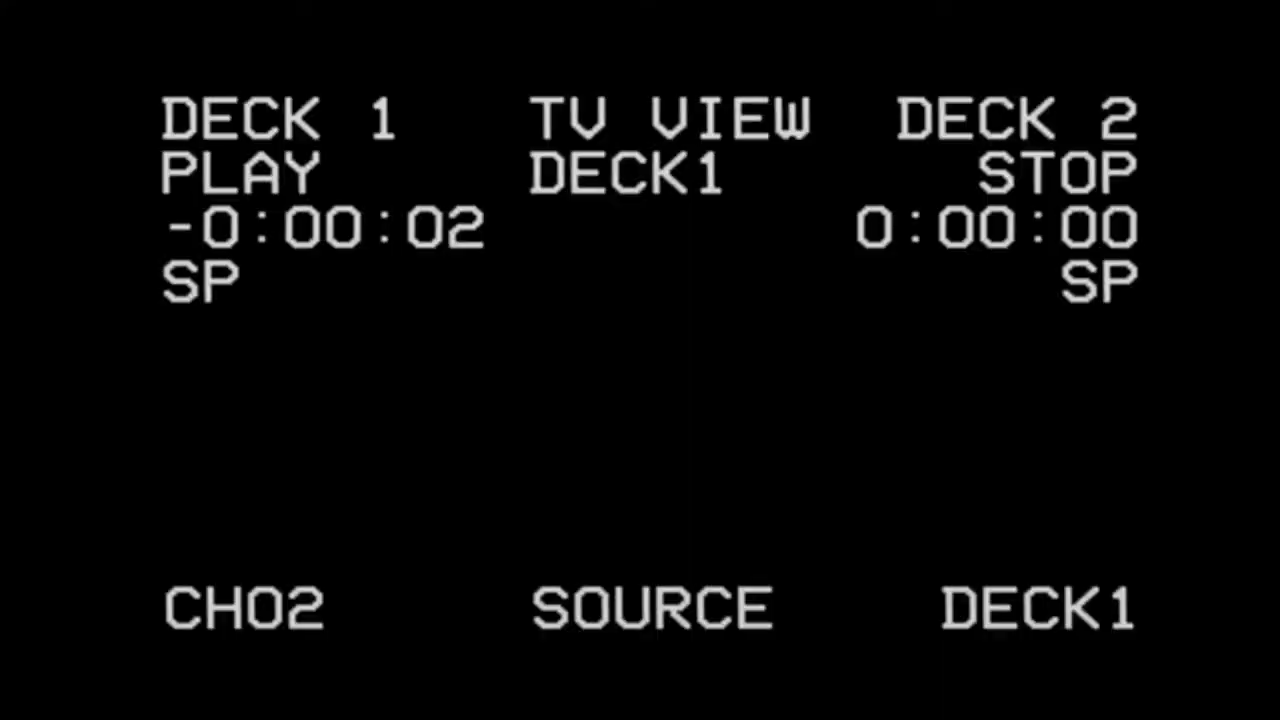 DECK 1 TV VIEW DECK 2
PLAY DECK1 STOP
-0:00:02 0:00:00
SP SP
CH02 SOURCE DECK1